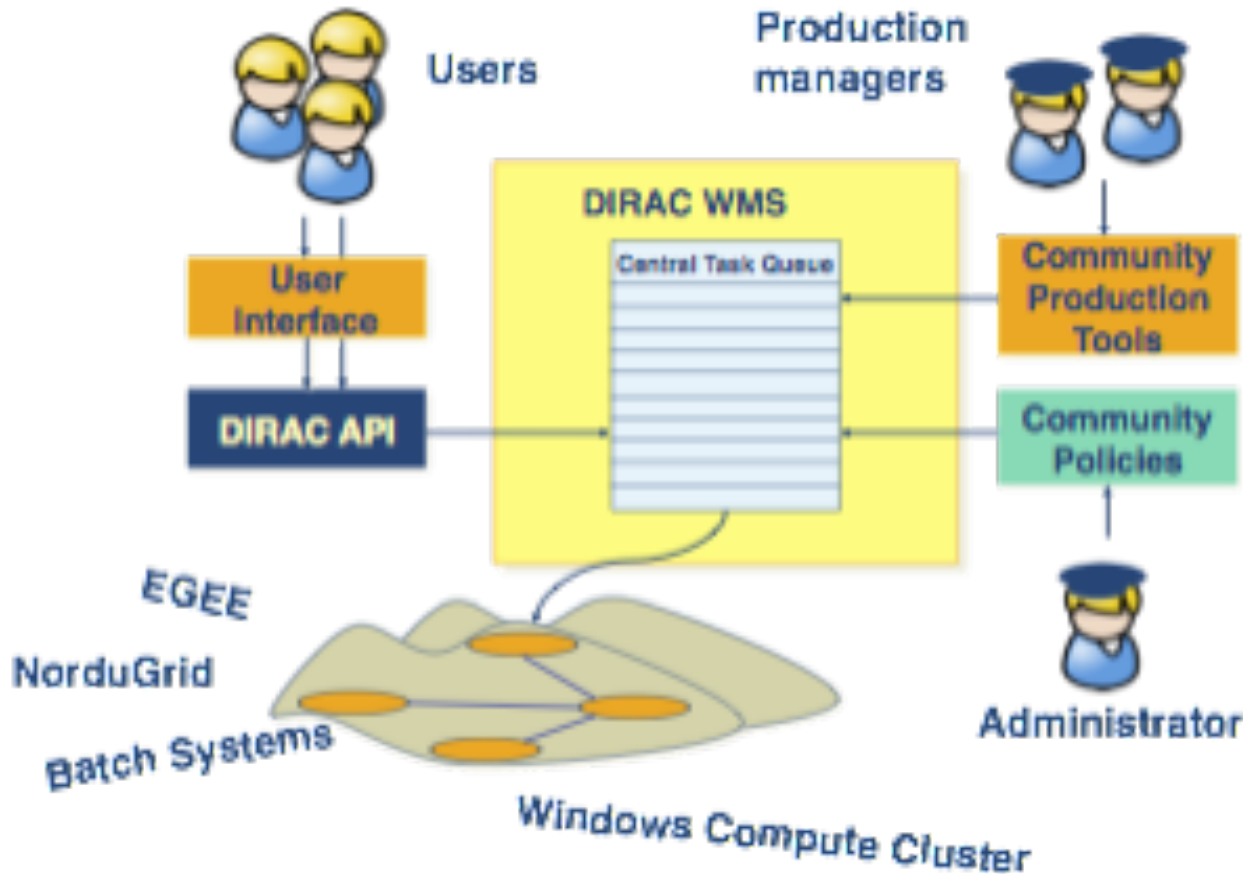 Users
Production
managers
DIRAC WMS
Central Task Queue
User
Interface
Community
Production
Tools
DIRAC API
Community
Policies
EGEE
NorduGrid
Batch Systems
Administrator
Windows Compute Cluster